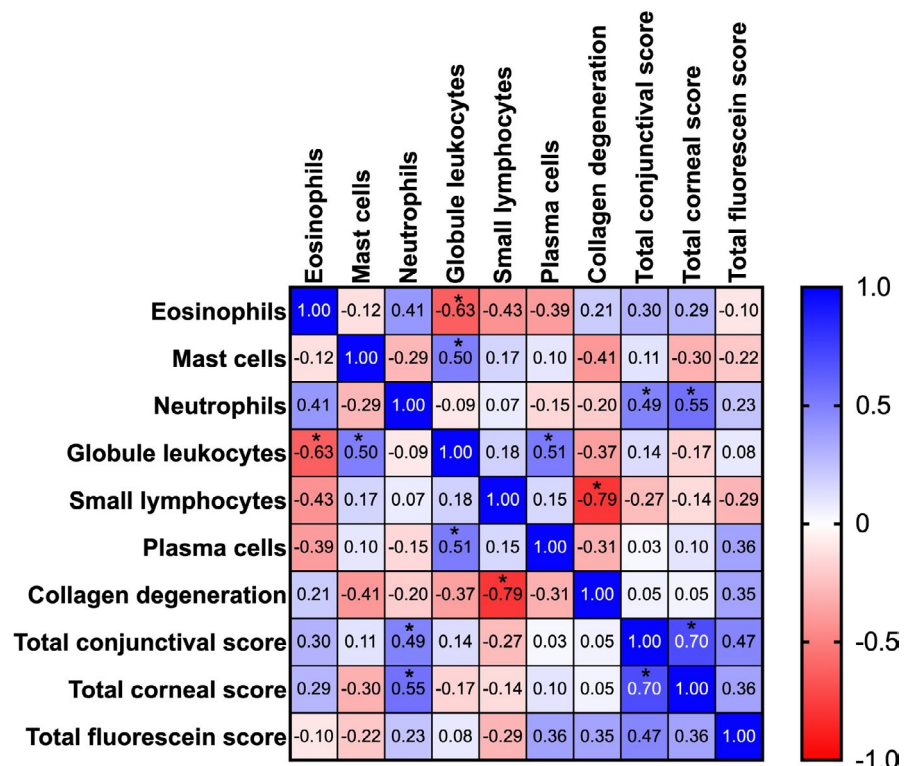 Eosinophils
Mast cells
Neutrophils
Globule leukocytes
Small lymphocytes
Plasma cells
Collagen degeneration
Total conjunctival score
Total corneal score
Total fluorescein score
Eosinophils 1.00 -0.12 0.41 -0.63* -0.43 -0.39 0.21 0.30 0.29 -0.10
Mast cells -0.12 1.00 -0.29 0.50* 0.17 0.10 -0.41 0.11 -0.30 -0.22
Neutrophils 0.41 -0.29 1.00 -0.09 0.07 -0.15 -0.20 0.49* 0.55* 0.23
Globule leukocytes -0.63* 0.50* -0.09 1.00 0.18 0.51* -0.37 0.14 -0.17 0.08
Small lymphocytes -0.43 0.17 0.07 0.18 1.00 0.15 -0.79* -0.27 -0.14 -0.29
Plasma cells -0.39 0.10 -0.15 0.51* 0.15 1.00 -0.31 0.03 0.10 0.36
Collagen degeneration 0.21 -0.41 -0.20 -0.37 -0.79* -0.31 1.00 0.05 0.05 0.35
Total conjunctival score 0.30 0.11 0.49* 0.14 -0.27 0.03 0.05 1.00 0.70* 0.47
Total corneal score 0.29 -0.30 0.55* -0.17 -0.14 0.10 0.05 0.70* 1.00 0.36
Total fluorescein score -0.10 -0.22 0.23 0.08 -0.29 0.36 0.35 0.47 0.36 1.00
1.0
0.5
0
-0.5
-1.0